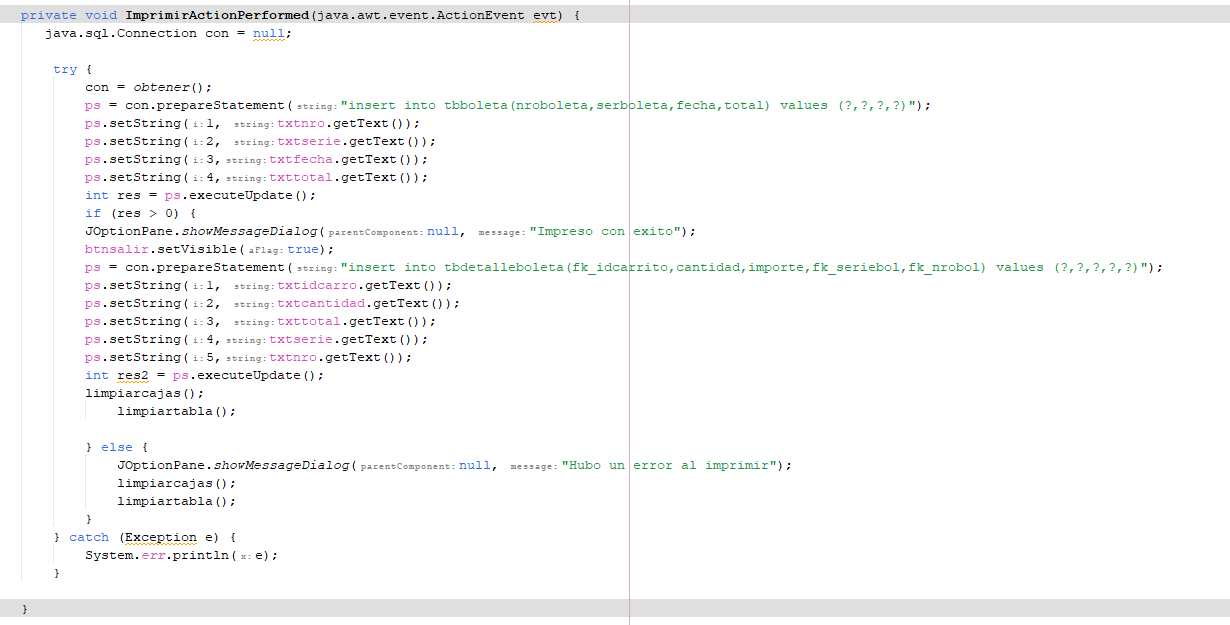 private void ImprimirActionPerformed(java.awt.event.ActionEvent evt) {
java.sql.Connection con = null;
try {
con = obtener();
ps = con.prepareStatement( string: "insert into tbboleta(nroboleta,serboleta,fecha,total) values (?,?,?,?)");
ps.setString( i: 1, string: txtnro.getText());
ps.setString( i: 2, string: txtserie.getText());
ps.setString( i: 3, string: txtfecha.getText());
ps.setString( i: 4, string: txttotal.getText());
int res = ps.executeUpdate();
if (res > 0) {
JOptionPane.showMessageDialog( parentComponent: null, message: "Impreso con exito");
btnsalir.setVisible( aFlag: true);
ps = con.prepareStatement( string: "insert into tbdetalleboleta(fk_idcarrito,cantidad,importe,fk_seriebol,fk_nrobol) values (?,?,?,?,?)");
ps.setString( i: 1, string: txtidcarro.getText());
ps.setString( i: 2, string: txtcantidad.getText());
ps.setString( i: 3, string: txttotal.getText());
ps.setString( i: 4, string: txtserie.getText());
ps.setString( i: 5, string: txtnro.getText());
int res2 = ps.executeUpdate();
limpiarcajas();
limpiartabla();
} else {
JOptionPane.showMessageDialog( parentComponent: null, message: "Hubo un error al imprimir");
limpiarcajas();
limpiartabla();
}
} catch (Exception e) {
System.err.println( x: e);
}
}